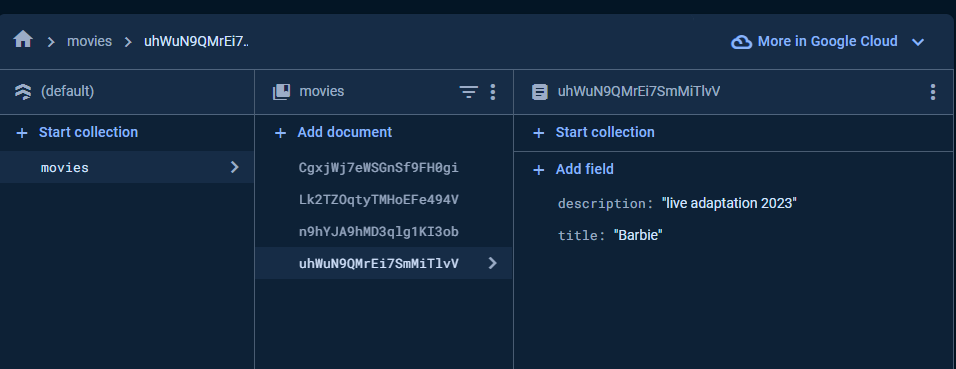 movies
uhWuN9QMrEi7..
More in Google Cloud
(default)
movies
uhWuN9QMrEi7SmMiTlvV
Start collection
Add document
Start collection
movies
Add field
CgxjWj7eWSGnSf9FH0gi
Lk2TZOqtyTMHoEFe494V
n9hYJA9hMD3qlg1KI3ob
uhWuN9QMrEi7SmMiTlvV
description: "live adaptation 2023"
title: "Barbie"